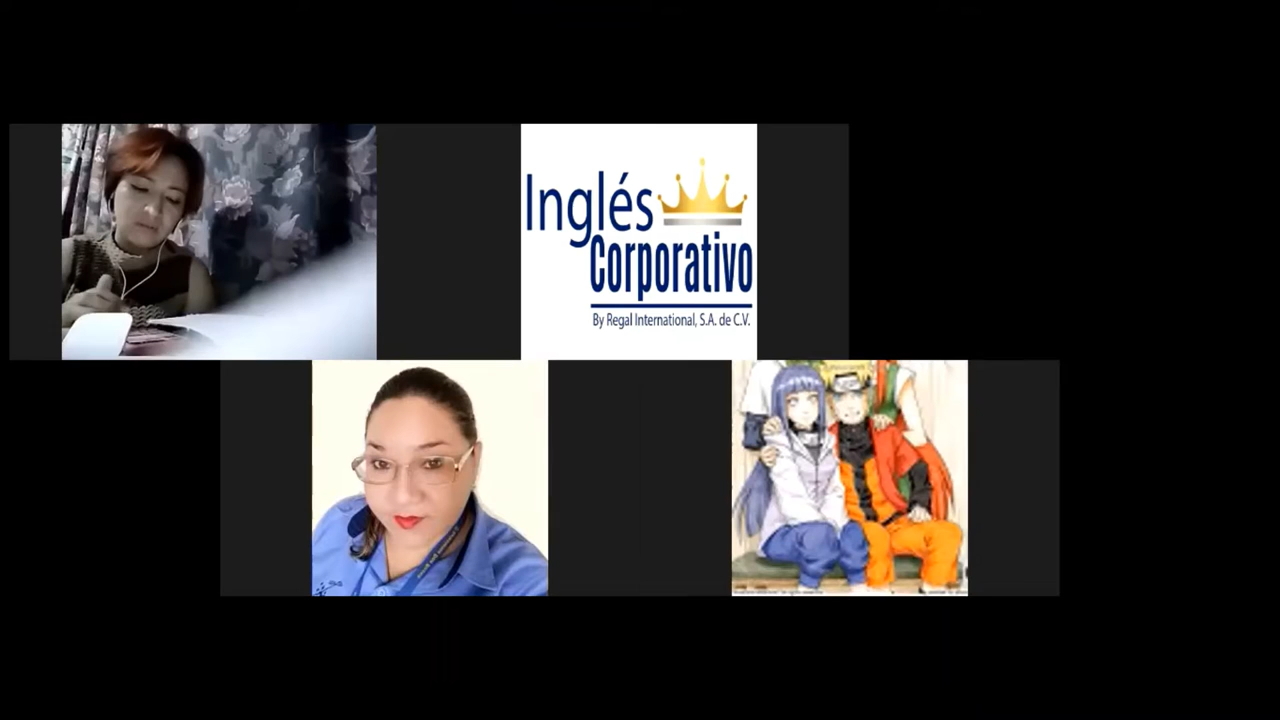 Inglés
Corporativo
By Regal International, S.A. de C.V.